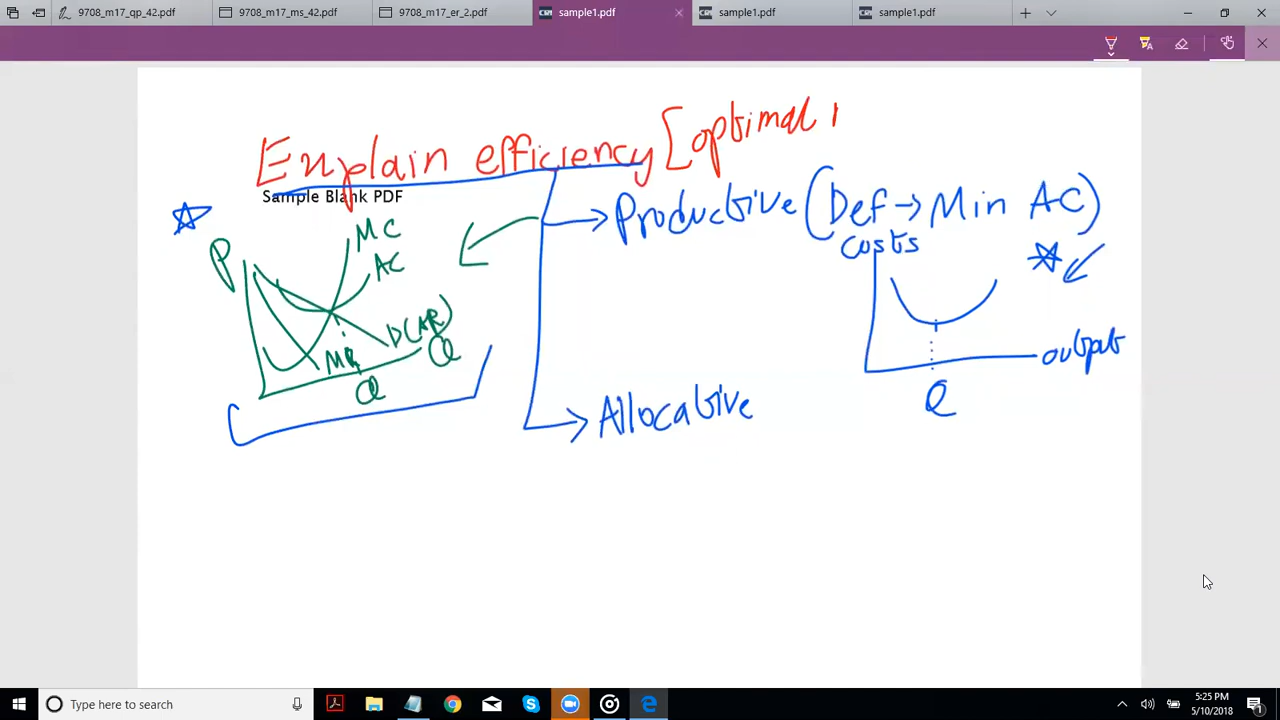 9708_m17_qp_42.pdf
9708_m17_ms_42.pdf
9708_m17_er_2.pdf
sample1.pdf
sample1.pdf
sample1.pdf
Explain efficiency [optimal
Sample Blank PDF
Productive (Def → Min AC)
costs
output
Q
P
MC
AC
D(AR)
MR
Q
Q
Allocative
Type here to search
5:25 PM
5/10/2018